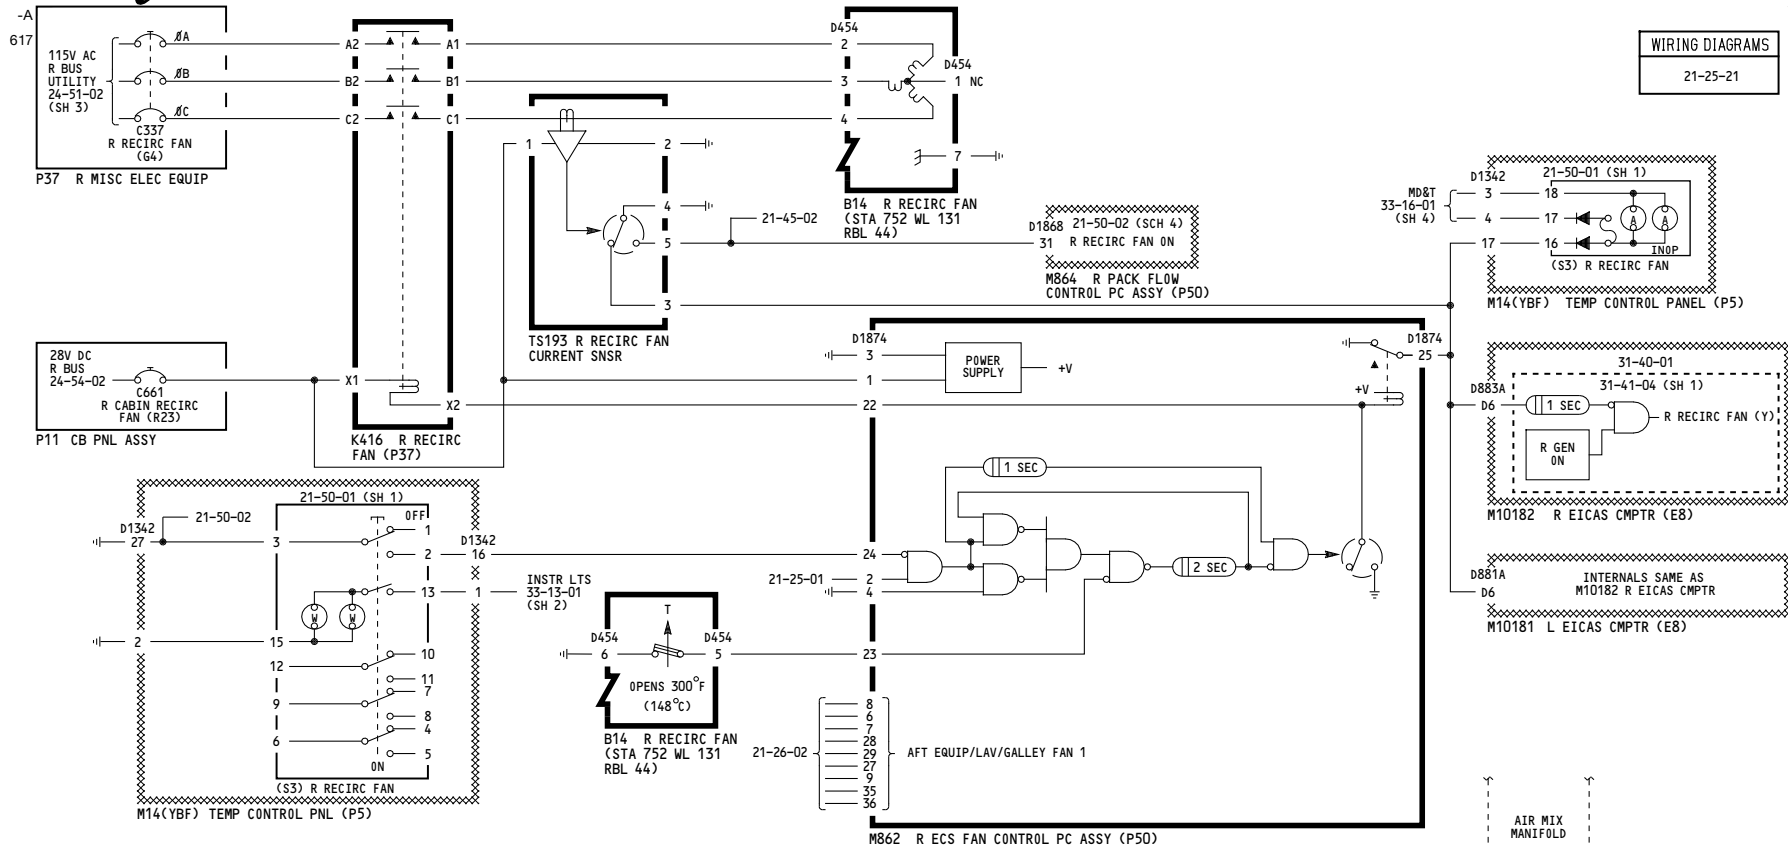 -A
617
115V AC
R BUS
UTILITY
24-51-02
(SH 3)
ØA
ØB
ØC
C337
R RECIRC FAN
(G4)
P37 R MISC ELEC EQUIP
A2
A1
B2
B1
C2
C1
X1
X2
K416 R RECIRC
FAN (P37)
28V DC
R BUS
24-54-02
C661
R CABIN RECIRC
FAN (R23)
P11 CB PNL ASSY
1
2
4
5
3
TS193 R RECIRC FAN
CURRENT SNSR
D454
2
3
4
D454
1 NC
7
B14 R RECIRC FAN
(STA 752 WL 131
RBL 44)
21-45-02
D1868
31
21-50-02 (SCH 4)
R RECIRC FAN ON
M864 R PACK FLOW
CONTROL PC ASSY (P50)
WIRING DIAGRAMS
21-25-21
MD&T
33-16-01
(SH 4)
D1342
3
4
17
21-50-01 (SH 1)
18
17
16
A
A
INOP
(S3) R RECIRC FAN
M14(YBF) TEMP CONTROL PANEL (P5)
31-40-01
31-41-04 (SH 1)
D883A
D6
1 SEC
R RECIRC FAN (Y)
R GEN
ON
M10182 R EICAS CMPTR (E8)
D881A
D6
INTERNALS SAME AS
M10182 R EICAS CMPTR
M10181 L EICAS CMPTR (E8)
D1874
3
1
22
POWER
SUPPLY
+V
D1874
25
+V
1 SEC
2 SEC
24
2
4
23
21-25-01
21-26-02
8
6
7
28
29
27
9
35
36
AFT EQUIP/LAV/GALLEY FAN 1
M862 R ECS FAN CONTROL PC ASSY (P50)
21-50-01 (SH 1)
21-50-02
D1342
27
3
OFF
1
2
D1342
16
13
1
INSTR LTS
33-13-01
(SH 2)
W
W
2
15
12
10
11
9
7
8
6
4
5
ON
(S3) R RECIRC FAN
M14(YBF) TEMP CONTROL PNL (P5)
T
D454
6
D454
5
OPENS 300°F
(148°C)
B14 R RECIRC FAN
(STA 752 WL 131
RBL 44)
AIR MIX
MANIFOLD